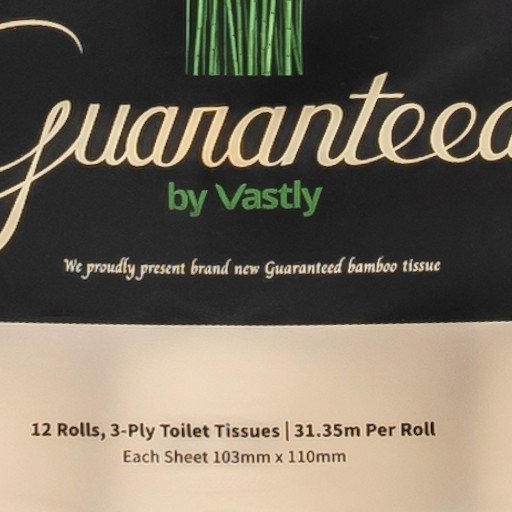 Guaranteed
by Vastly
We proudly present brand new Guaranteed bamboo tissue
12 Rolls, 3-Ply Toilet Tissues | 31.35m Per Roll
Each Sheet 103mm x 110mm